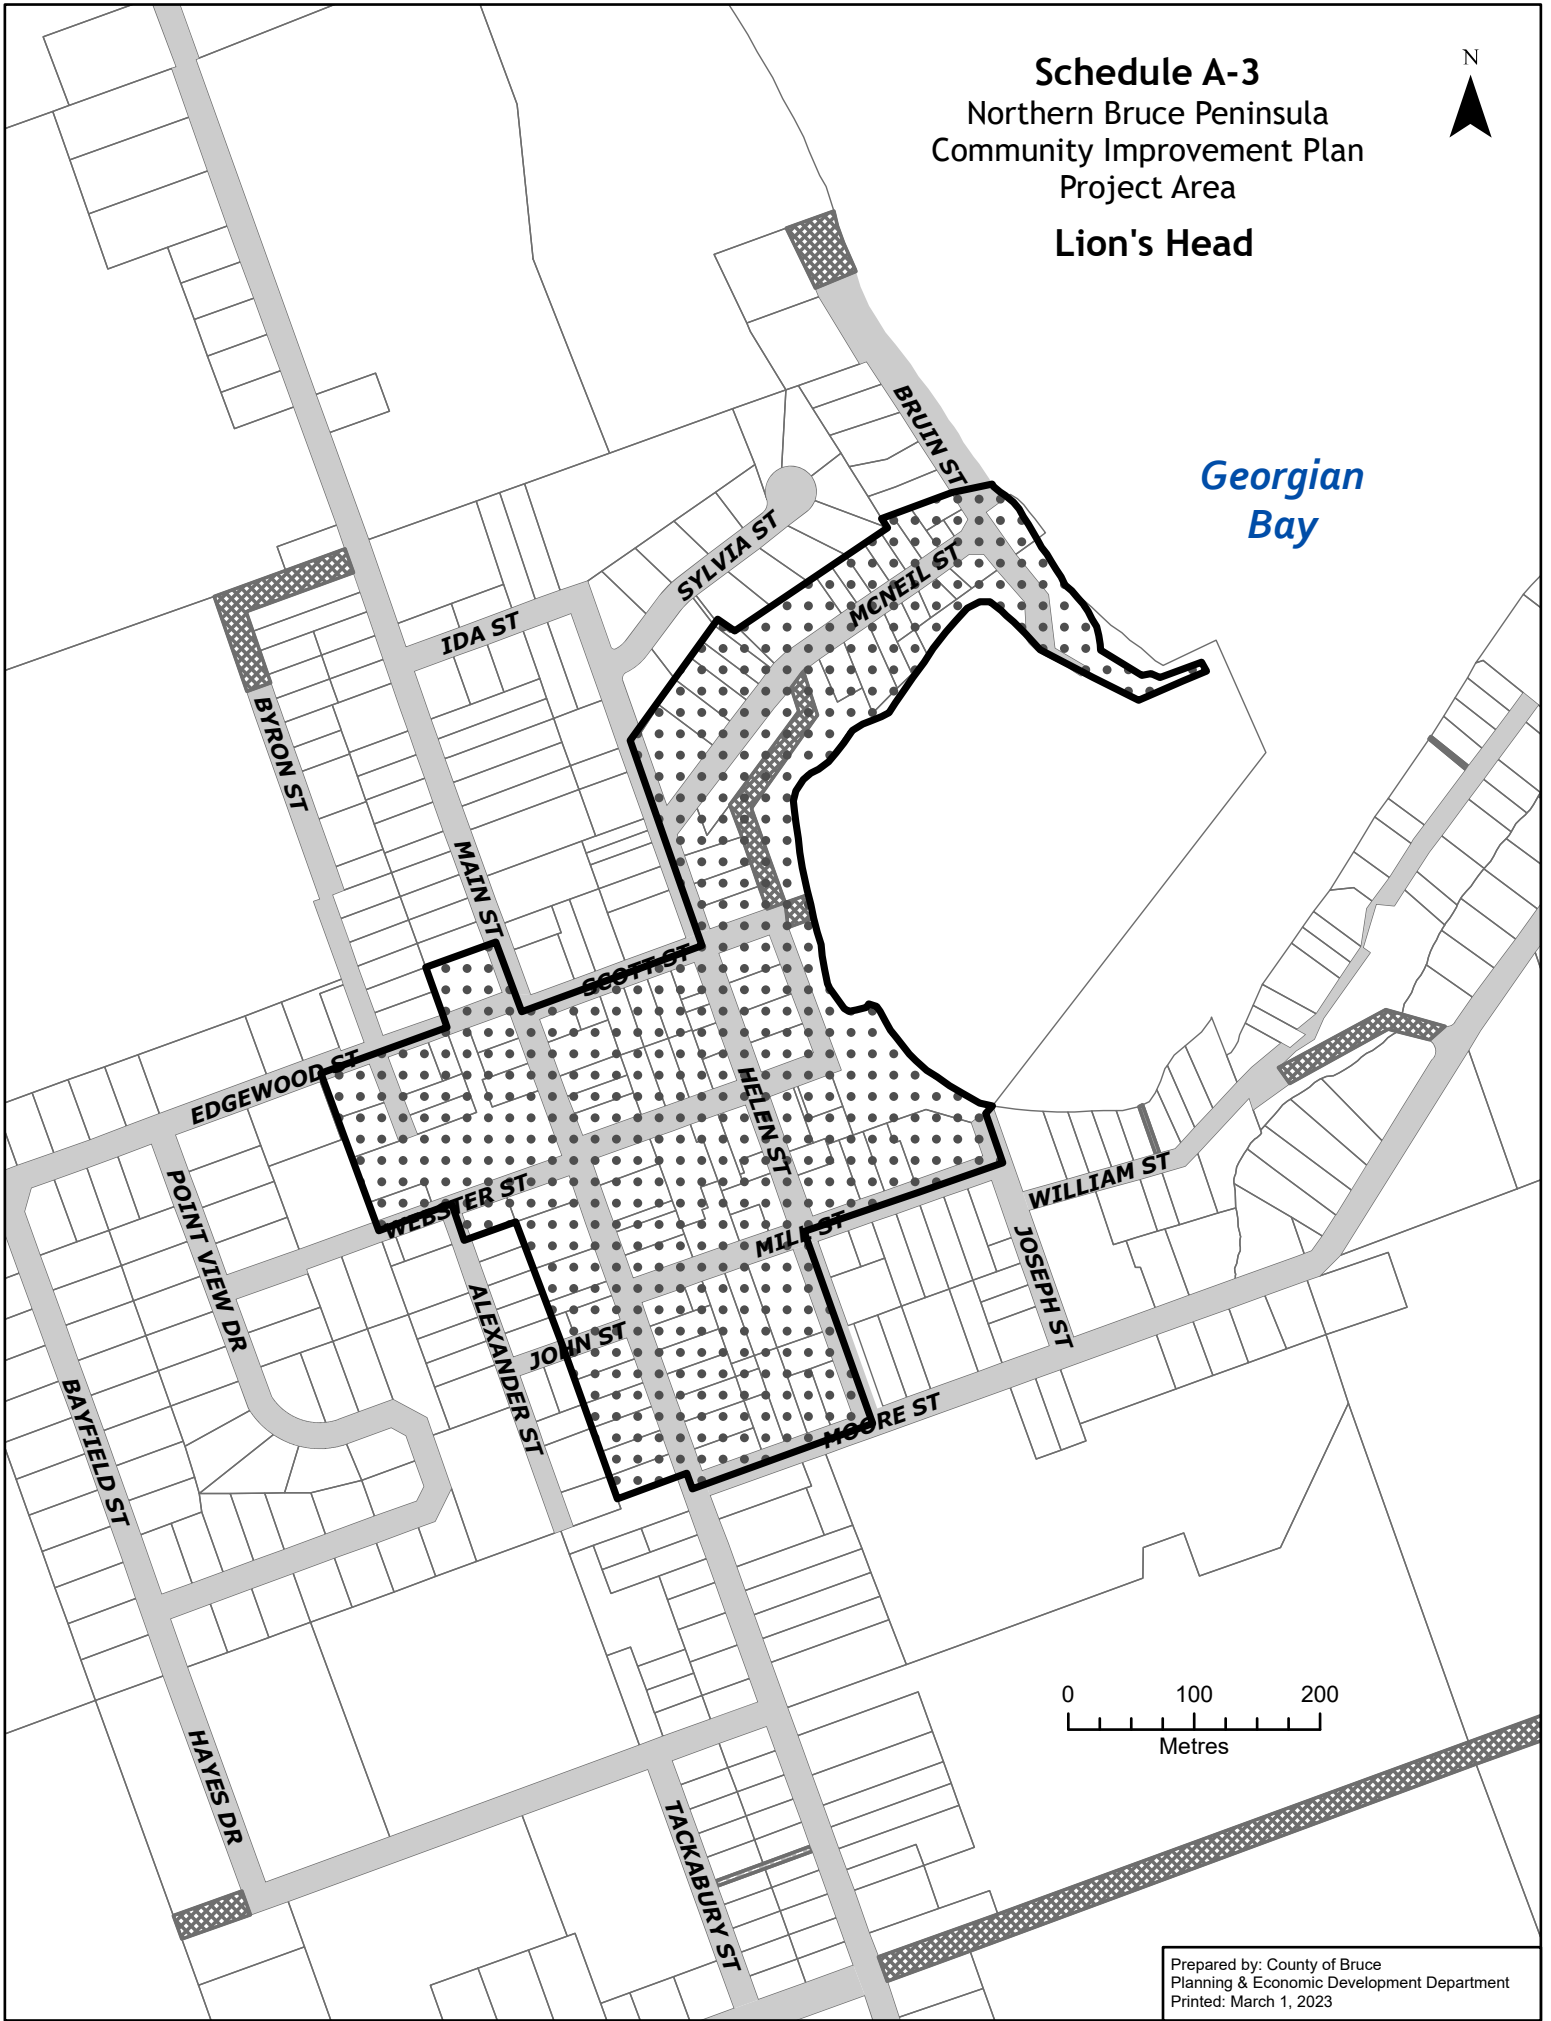 Schedule A-3
Northern Bruce Peninsula
Community Improvement Plan
Project Area
Lion's Head
N
BRUIN ST
Georgian
Bay
SYLVIA ST
MCNEIL ST
IDA ST
BYRON ST
MAIN ST
SCOTT ST
EDGEWOOD ST
HELEN ST
POINT VIEW DR
WEBSTER ST
WILLIAM ST
MILL ST
JOSEPH ST
ALEXANDER ST
JOHN ST
BAYFIELD ST
MOORE ST
0 100 200
Metres
HAYES DR
TACKABURY ST
Prepared by: County of Bruce
Planning & Economic Development Department
Printed: March 1, 2023